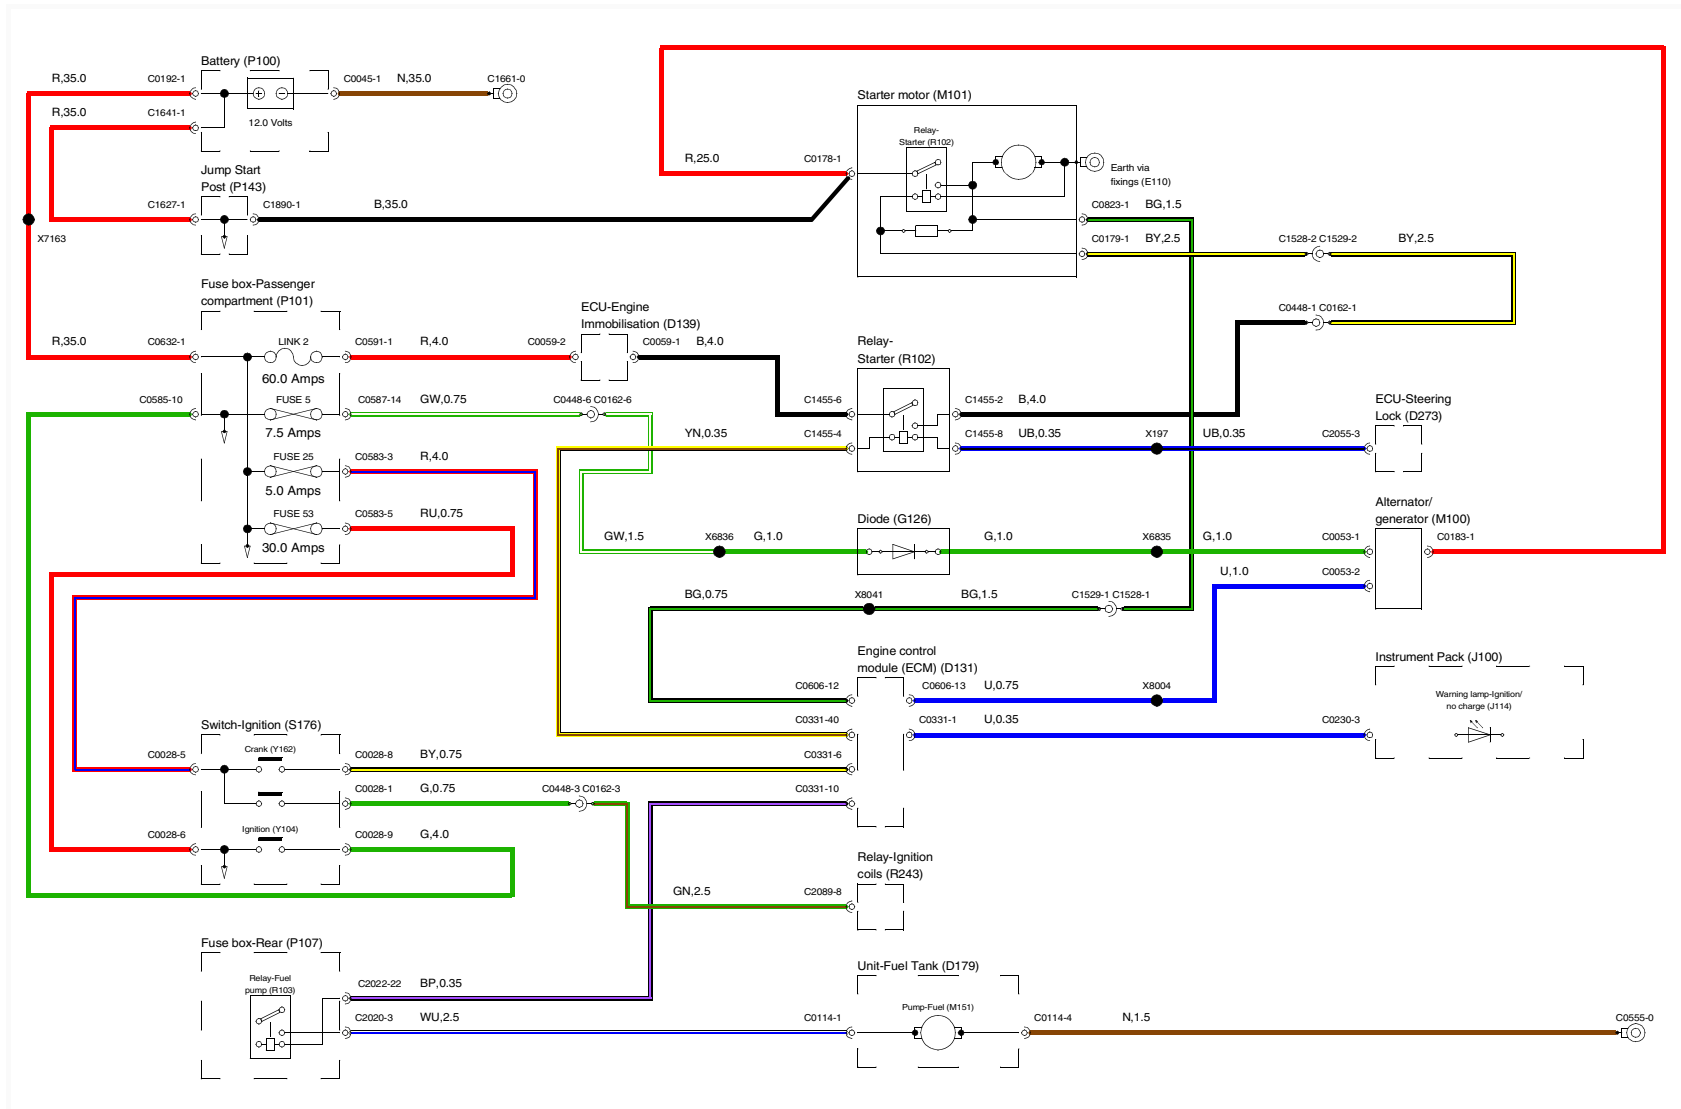 Battery (P100)
R,35.0
C0192-1
C0045-1
N,35.0
C1661-0
R,35.0
C1641-1
12.0 Volts
Jump Start
Post (P143)
C1627-1
C1890-1
B,35.0
X7163
Starter motor (M101)
Relay-
Starter (R102)
R,25.0
C0178-1
Earth via
fixings (E110)
C0823-1
BG,1.5
C0179-1
BY,2.5
C1528-2 C1529-2
BY,2.5
C0448-1 C0162-1
Fuse box-Passenger
compartment (P101)
R,35.0
C0632-1
LINK 2
60.0 Amps
C0591-1
R,4.0
C0059-2
ECU-Engine
Immobilisation (D139)
C0059-1
B,4.0
C0585-10
FUSE 5
7.5 Amps
C0587-14
GW,0.75
C0448-6 C0162-6
FUSE 25
5.0 Amps
C0583-3
R,4.0
FUSE 53
30.0 Amps
C0583-5
RU,0.75
Relay-
Starter (R102)
C1455-6
C1455-2
B,4.0
YN,0.35
C1455-4
C1455-8
UB,0.35
X197
UB,0.35
C2055-3
ECU-Steering
Lock (D273)
Diode (G126)
GW,1.5
X6836
G,1.0
G,1.0
X6835
G,1.0
C0053-1
Alternator/
generator (M100)
C0183-1
U,1.0
C0053-2
BG,0.75
X8041
BG,1.5
C1529-1 C1528-1
Engine control
module (ECM) (D131)
C0606-12
C0606-13
U,0.75
X8004
C0331-40
C0331-1
U,0.35
C0230-3
C0331-6
C0331-10
Instrument Pack (J100)
Warning lamp-Ignition/
no charge (J114)
Switch-Ignition (S176)
C0028-5
Crank (Y162)
C0028-8
BY,0.75
C0028-1
G,0.75
C0448-3 C0162-3
C0028-6
Ignition (Y104)
C0028-9
G,4.0
Relay-Ignition
coils (R243)
GN,2.5
C2089-8
Fuse box-Rear (P107)
Relay-Fuel
pump (R103)
C2022-22
BP,0.35
C2020-3
WU,2.5
C0114-1
Unit-Fuel Tank (D179)
Pump-Fuel (M151)
C0114-4
N,1.5
C0555-0